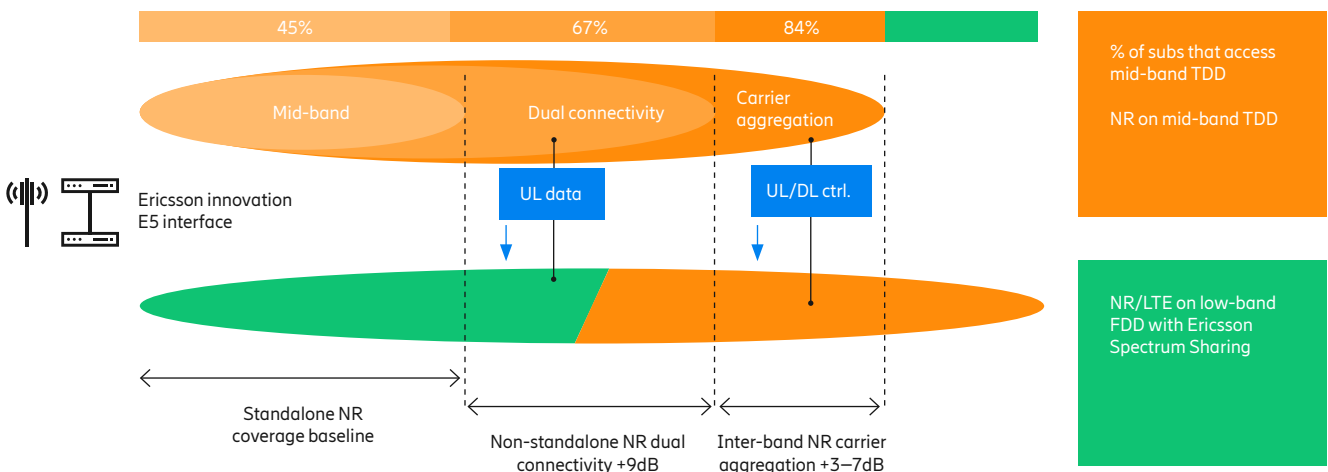 45%
67%
84%
% of subs that access
mid-band TDD
NR on mid-band TDD
Mid-band
Dual connectivity
Carrier
aggregation
UL data
UL/DL ctrl.
Ericsson innovation
E5 interface
NR/LTE on low-band
FDD with Ericsson
Spectrum Sharing
Standalone NR
coverage baseline
Non-standalone NR dual
connectivity +9dB
Inter-band NR carrier
aggregation +3–7dB